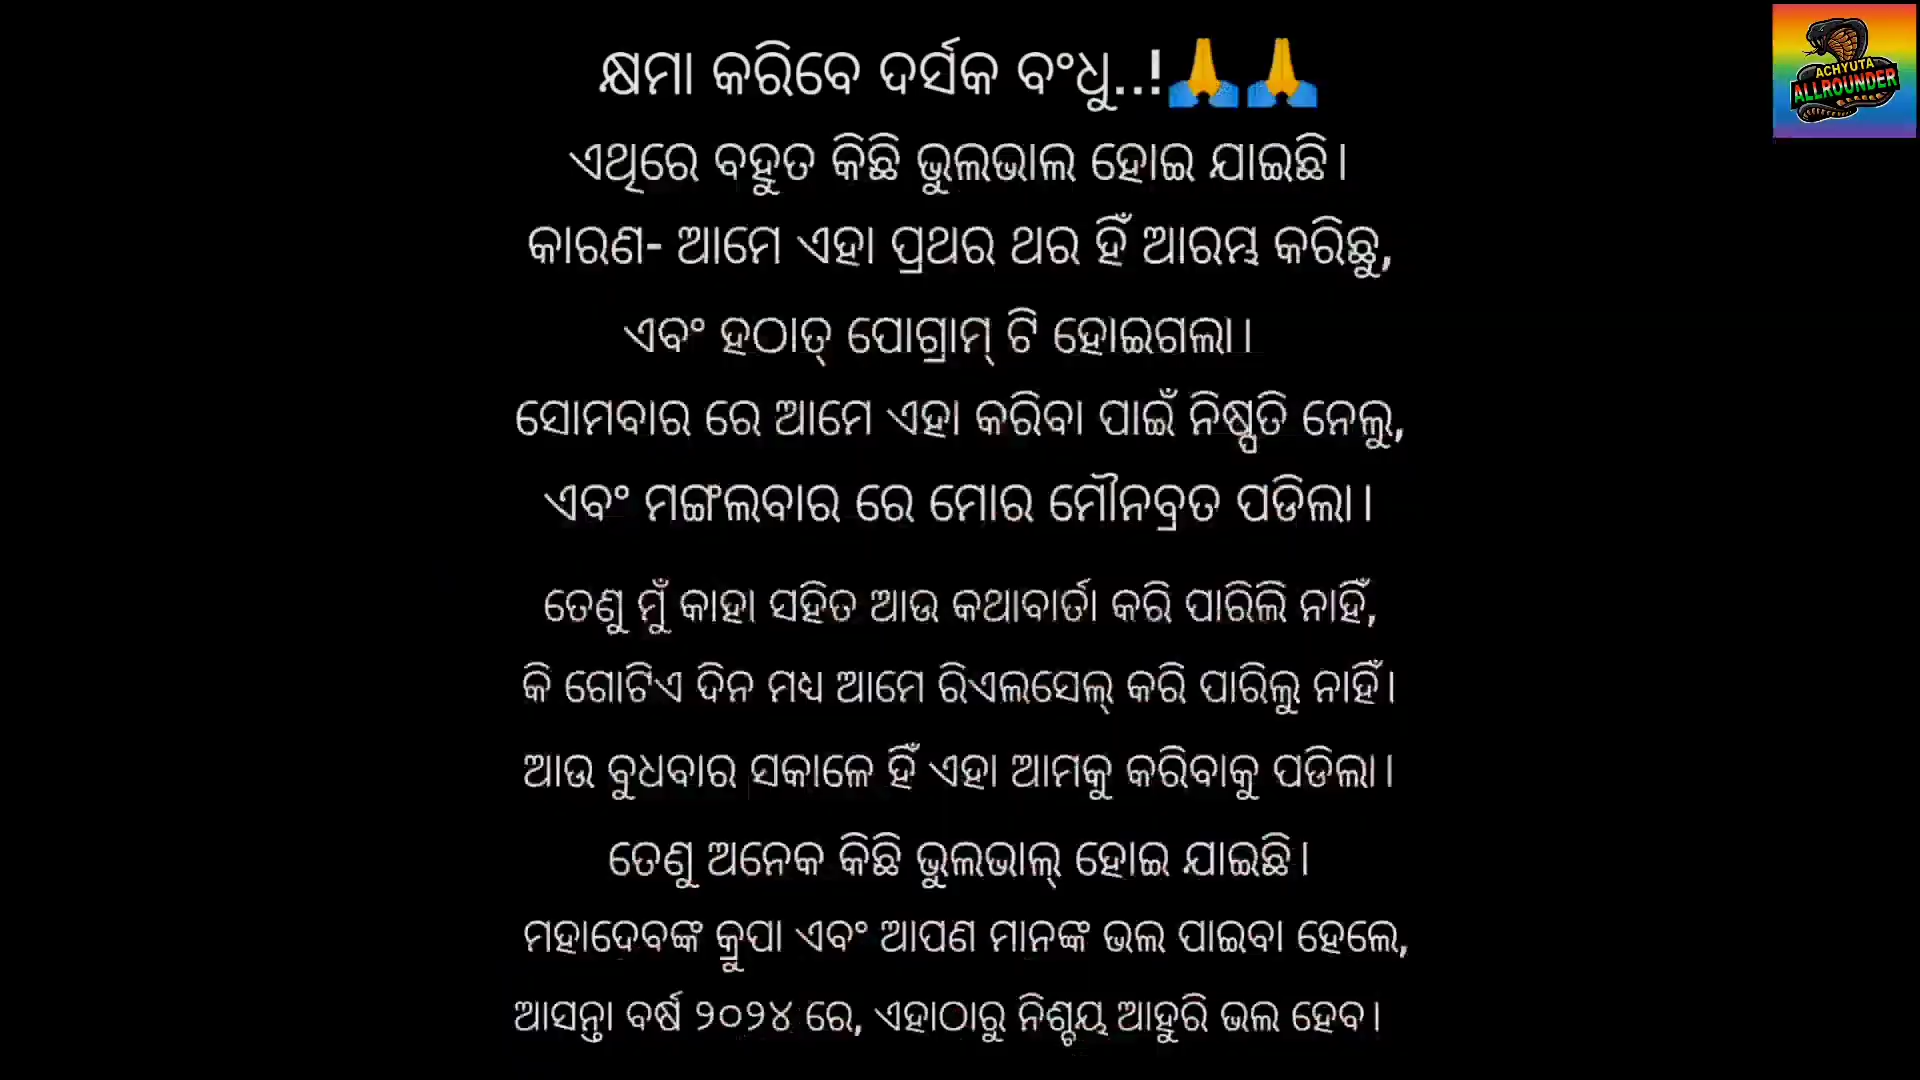 କ୍ଷମା କରିବେ ଦର୍ସକ ବଂଧୁ..!🙏🙏
ଏଥିରେ ବହୁତ କିଛି ଭୁଲଭାଲ ହୋଇ ଯାଇଛି।
କାରଣ- ଆମେ ଏହା ପ୍ରଥର ଥର ହିଁ ଆରମ୍ଭ କରିଛୁ,
ଏବଂ ହଠାତ୍ ପୋଗ୍ରାମ୍ ଟି ହୋଇଗଲା।
ସୋମବାର ରେ ଆମେ ଏହା କରିବା ପାଇଁ ନିଷ୍ପତି ନେଲୁ,
ଏବଂ ମଙ୍ଗଲବାର ରେ ମୋର ମୌନବ୍ରତ ପଡିଲା।
ତେଣୁ ମୁଁ କାହା ସହିତ ଆଉ କଥାବାର୍ତା କରି ପାରିଲି ନାହିଁ,
କି ଗୋଟିଏ ଦିନ ମଧ୍ୟ ଆମେ ରିଏଲସେଲ୍ କରି ପାରିଲୁ ନାହିଁ।
ଆଉ ବୁଧବାର ସକାଳେ ହିଁ ଏହା ଆମକୁ କରିବାକୁ ପଡିଲା।
ତେଣୁ ଅନେକ କିଛି ଭୁଲଭାଲ୍ ହୋଇ ଯାଇଛି।
ମହାଦେବଙ୍କ କ୍ରୁପା ଏବଂ ଆପଣ ମାନଙ୍କ ଭଲ ପାଇବା ହେଲେ,
ଆସନ୍ତା ବର୍ଷ ୨୦୨୪ ରେ, ଏହାଠାରୁ ନିଶ୍ଚୟ ଆହୁରି ଭଲ ହେବ।
ACHYUTA
ALLROUNDER